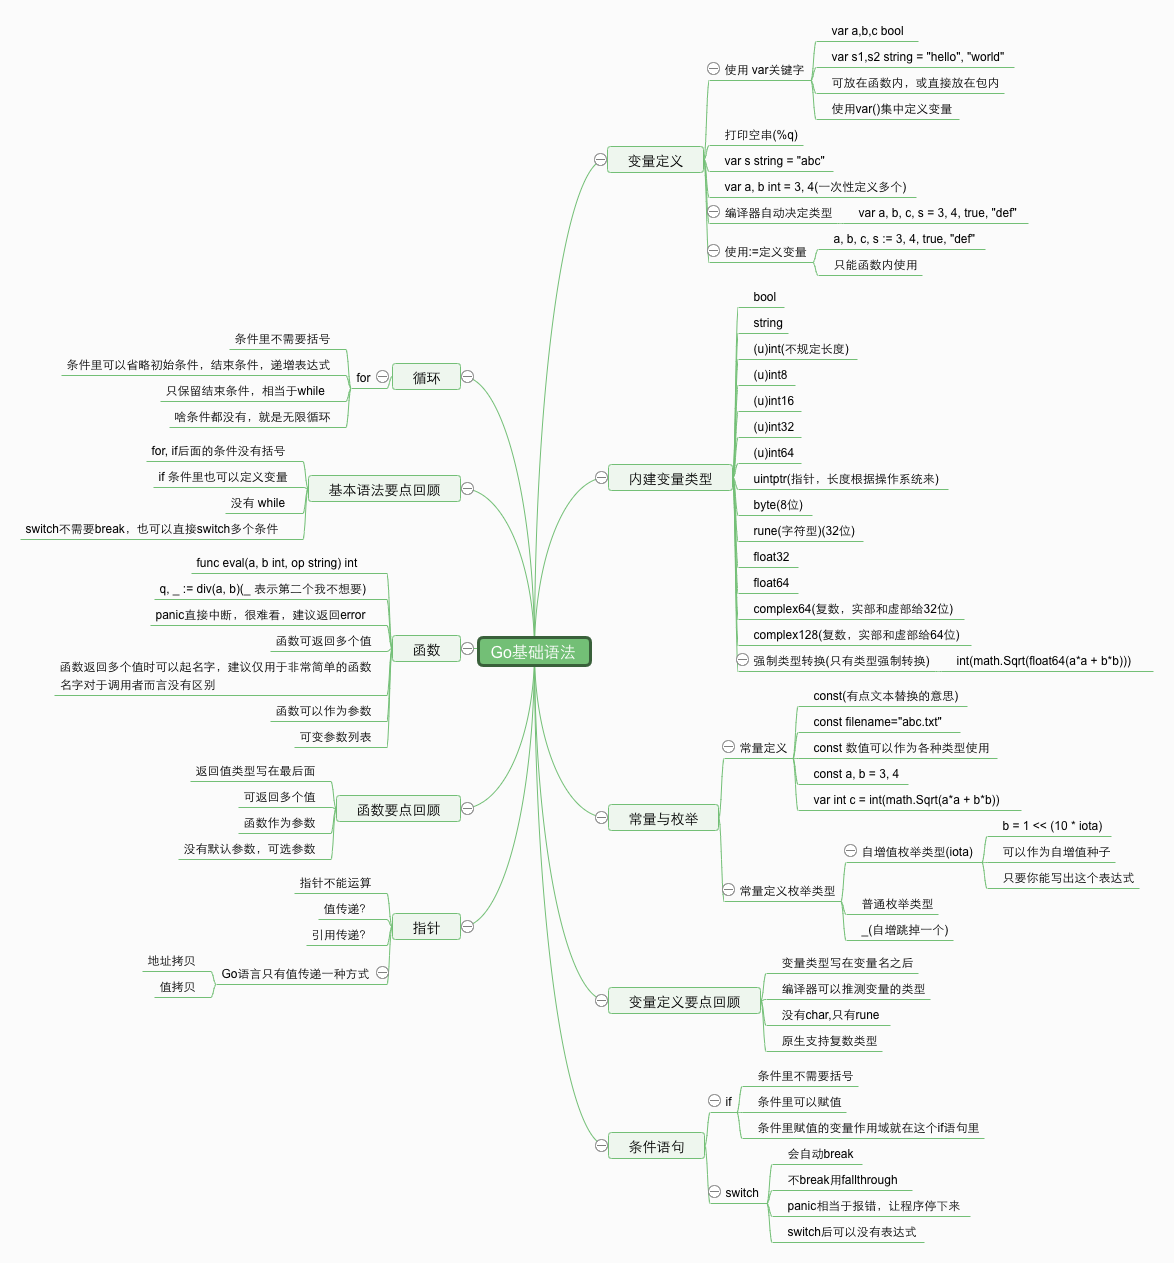 Go基础语法
变量定义
使用 var关键字
var a,b,c bool
var s1,s2 string = "hello", "world"
可放在函数内，或直接放在包内
使用var()集中定义变量
打印空串(%q)
var s string = "abc"
var a, b int = 3, 4(一次性定义多个)
编译器自动决定类型
var a, b, c, s = 3, 4, true, "def"
使用:=定义变量
a, b, c, s := 3, 4, true, "def"
只能函数内使用
内建变量类型
bool
string
(u)int(不规定长度)
(u)int8
(u)int16
(u)int32
(u)int64
uintptr(指针，长度根据操作系统来)
byte(8位)
rune(字符型)(32位)
float32
float64
complex64(复数，实部和虚部给32位)
complex128(复数，实部和虚部给64位)
强制类型转换(只有类型强制转换)
int(math.Sqrt(float64(a*a + b*b)))
常量与枚举
常量定义
const(有点文本替换的意思)
const filename="abc.txt"
const 数值可以作为各种类型使用
const a, b = 3, 4
var int c = int(math.Sqrt(a*a + b*b))
常量定义枚举类型
自增值枚举类型(iota)
b = 1 << (10 * iota)
可以作为自增值种子
只要你能写出这个表达式
普通枚举类型
_(自增跳掉一个)
变量定义要点回顾
变量类型写在变量名之后
编译器可以推测变量的类型
没有char,只有rune
原生支持复数类型
条件语句
if
条件里不需要括号
条件里可以赋值
条件里赋值的变量作用域就在这个if语句里
switch
会自动break
不break用fallthrough
panic相当于报错，让程序停下来
switch后可以没有表达式
循环
for
条件里不需要括号
条件里可以省略初始条件，结束条件，递增表达式
只保留结束条件，相当于while
啥条件都没有，就是无限循环
基本语法要点回顾
for, if后面的条件没有括号
if 条件里也可以定义变量
没有 while
switch不需要break，也可以直接switch多个条件
函数
func eval(a, b int, op string) int
q, _ := div(a, b)(_ 表示第二个我不想要)
panic直接中断，很难看，建议返回error
函数可返回多个值
函数返回多个值时可以起名字，建议仅用于非常简单的函数
名字对于调用者而言没有区别
函数可以作为参数
可变参数列表
函数要点回顾
返回值类型写在最后面
可返回多个值
函数作为参数
没有默认参数，可选参数
指针
指针不能运算
值传递？
引用传递？
Go语言只有值传递一种方式
地址拷贝
值拷贝